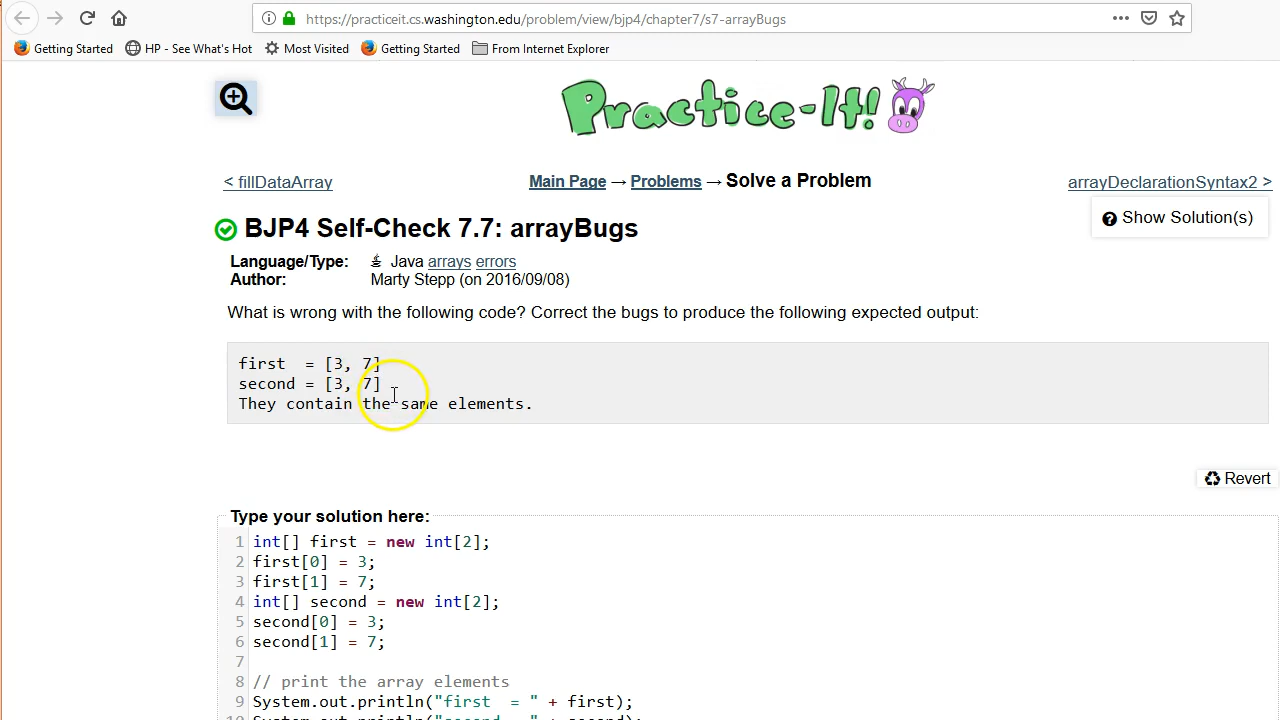 https://practiceit.cs.washington.edu/problem/view/bjp4/chapter7/s7-arrayBugs
Getting Started HP - See What's Hot Most Visited Getting Started From Internet Explorer
Practice-It!
< fillDataArray Main Page → Problems → Solve a Problem arrayDeclarationSyntax2 >
Show Solution(s)
BJP4 Self-Check 7.7: arrayBugs
Language/Type: Java arrays errors
Author: Marty Stepp (on 2016/09/08)
What is wrong with the following code? Correct the bugs to produce the following expected output:
first  = [3, 7]
second = [3, 7]
They contain the same elements.
Revert
Type your solution here:
1 int[] first = new int[2];
2 first[0] = 3;
3 first[1] = 7;
4 int[] second = new int[2];
5 second[0] = 3;
6 second[1] = 7;
7
8 // print the array elements
9 System.out.println("first  = " + first);
10 System.out.println("second = " + second);